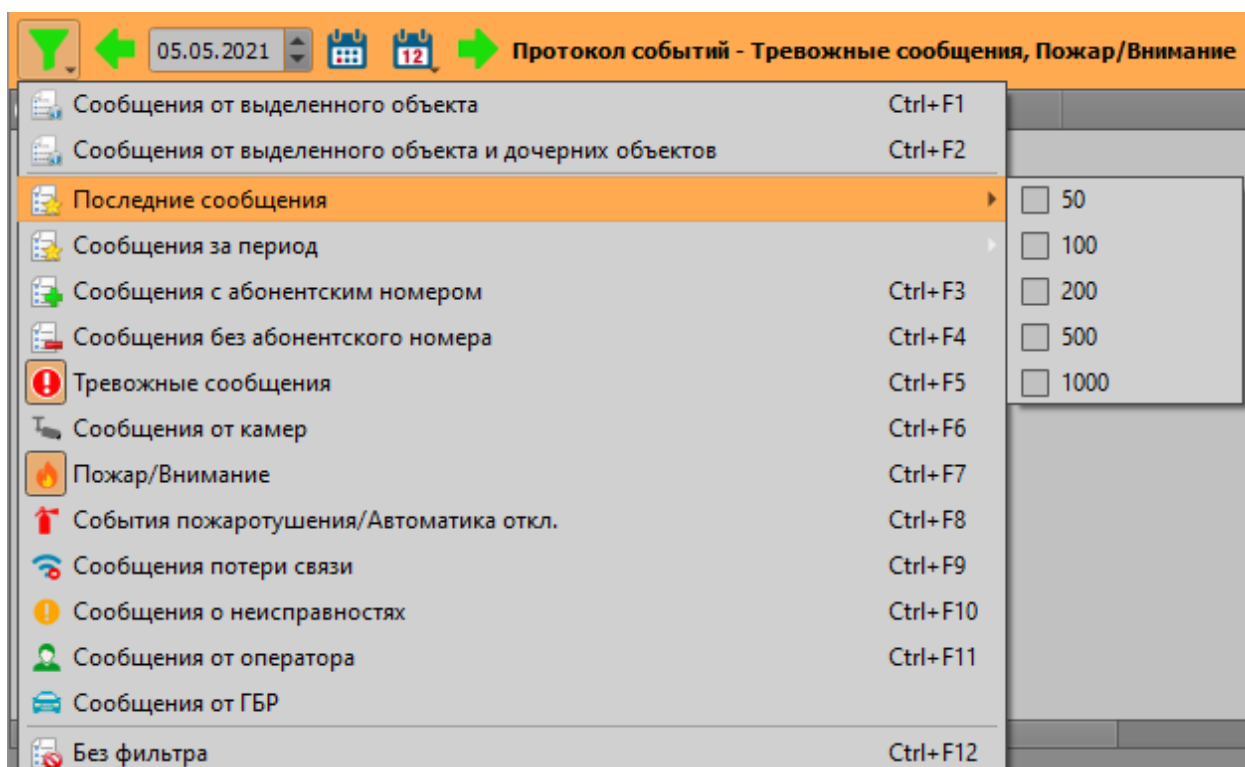 05.05.2021 12 Протокол событий - Тревожные сообщения, Пожар/Внимание
Сообщения от выделенного объекта Ctrl+F1
Сообщения от выделенного объекта и дочерних объектов Ctrl+F2
Последние сообщения 50
Сообщения за период 100
Сообщения с абонентским номером Ctrl+F3 200
Сообщения без абонентского номера Ctrl+F4 500
Тревожные сообщения Ctrl+F5 1000
Сообщения от камер Ctrl+F6
Пожар/Внимание Ctrl+F7
События пожаротушения/Автоматика откл. Ctrl+F8
Сообщения потери связи Ctrl+F9
Сообщения о неисправностях Ctrl+F10
Сообщения от оператора Ctrl+F11
Сообщения от ГБР
Без фильтра Ctrl+F12